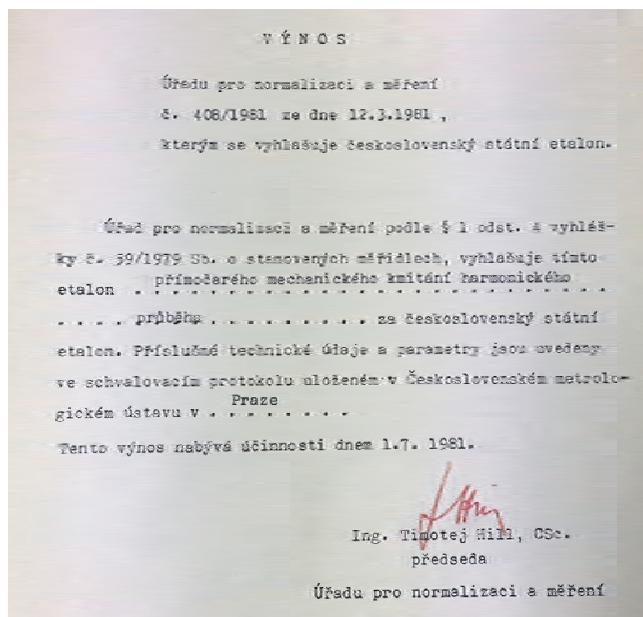 VÝNOS
Úřadu pro normalizaci a měření
č. 408/1981 ze dne 12.3.1981 ,
kterým se vyhlašuje československý státní etalon.
Úřad pro normalizaci a měření podle § 1 odst. 4 vyhláš-
ky č. 59/1979 Sb. o stanovených měřidlech, vyhlašuje tímto
etalon přímočarého mechanického kmitání harmonického
. . . . průběhu . . . . . . . . . za československý státní
etalon. Příslušné technické údaje a parametry jsou uvedeny
ve schvalovacím protokolu uloženém v Československém metrolo-
gickém ústavu v Praze
Tento výnos nabývá účinnosti dnem 1.7. 1981.
Ing. Timotej Hill, CSc.
předseda
Úřadu pro normalizaci a měření